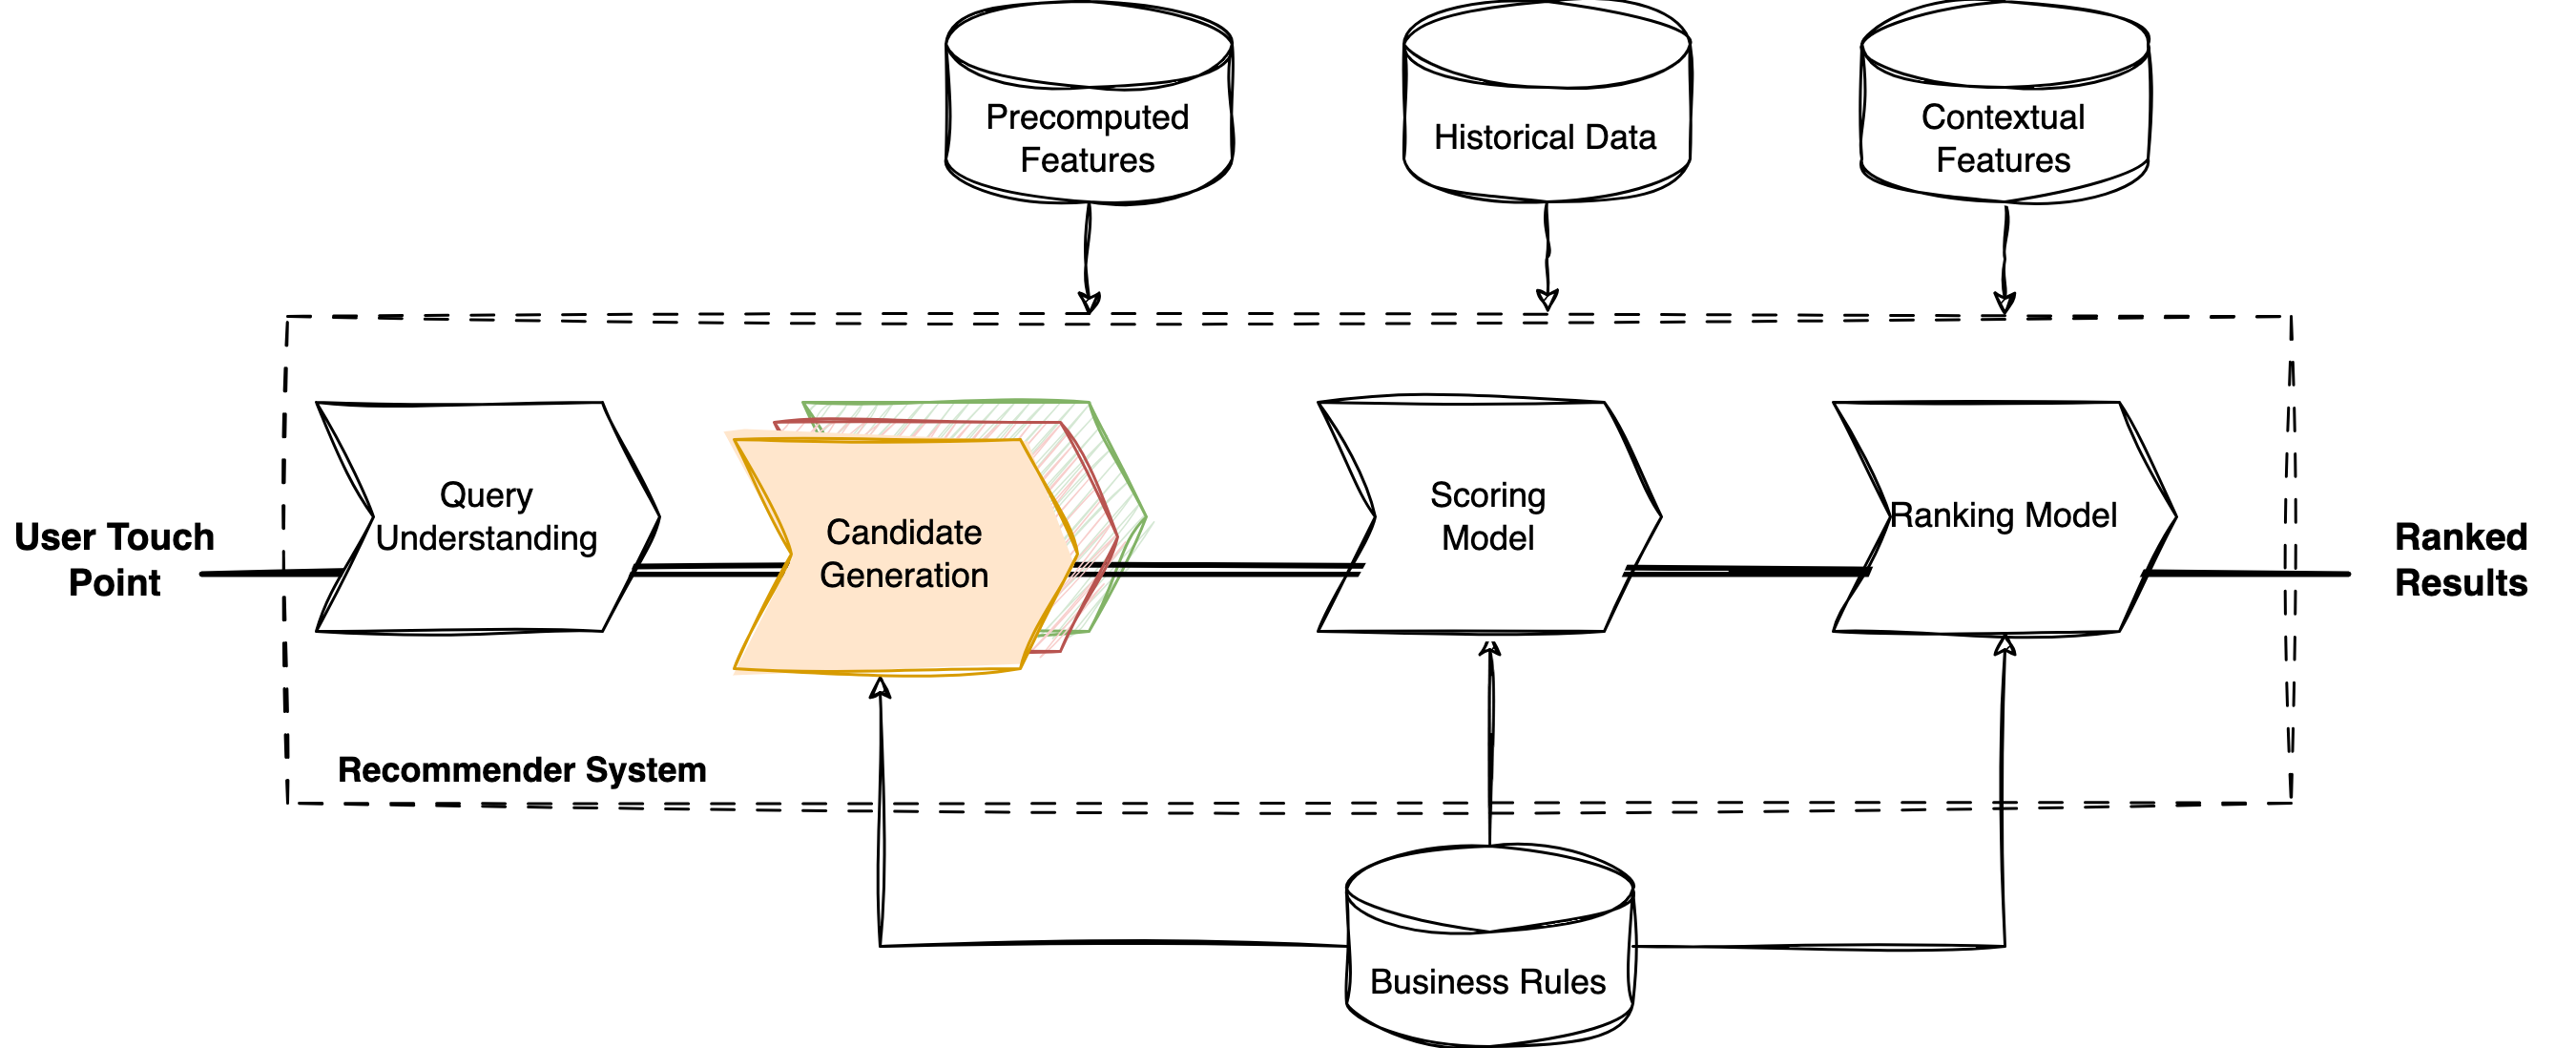 Precomputed
Features
Historical Data
Contextual
Features
User Touch
Point
Query
Understanding
Candidate
Generation
Scoring
Model
Ranking Model
Ranked
Results
Recommender System
Business Rules